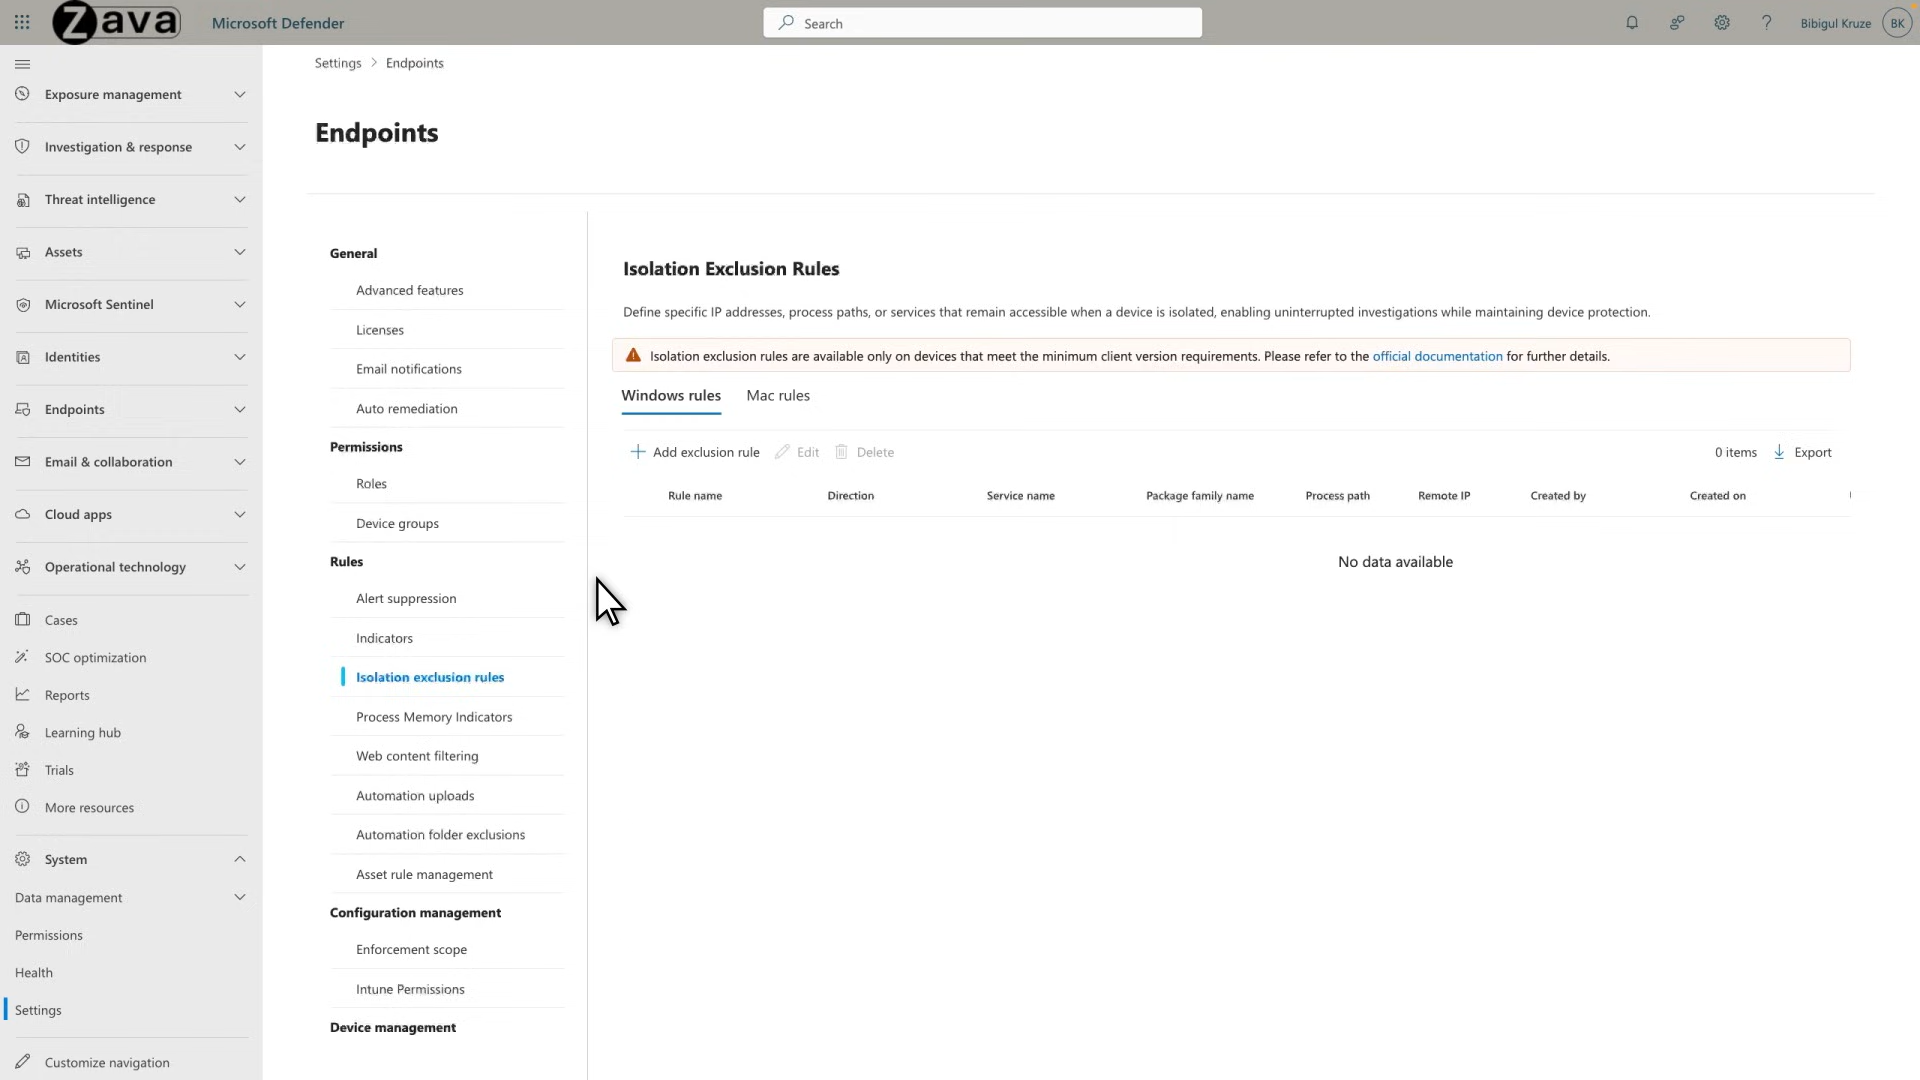 Zava
Microsoft Defender
Search
Bibigul Kruze
BK
Exposure management
Investigation & response
Threat intelligence
Assets
Microsoft Sentinel
Identities
Endpoints
Email & collaboration
Cloud apps
Operational technology
Cases
SOC optimization
Reports
Learning hub
Trials
More resources
System
Data management
Permissions
Health
Settings
Customize navigation
Settings > Endpoints
Endpoints
General
Advanced features
Licenses
Email notifications
Auto remediation
Permissions
Roles
Device groups
Rules
Alert suppression
Indicators
Isolation exclusion rules
Process Memory Indicators
Web content filtering
Automation uploads
Automation folder exclusions
Asset rule management
Configuration management
Enforcement scope
Intune Permissions
Device management
Isolation Exclusion Rules
Define specific IP addresses, process paths, or services that remain accessible when a device is isolated, enabling uninterrupted investigations while maintaining device protection.
Isolation exclusion rules are available only on devices that meet the minimum client version requirements. Please refer to the official documentation for further details.
Windows rules Mac rules
Add exclusion rule Edit Delete 0 items Export
Rule name Direction Service name Package family name Process path Remote IP Created by Created on
No data available